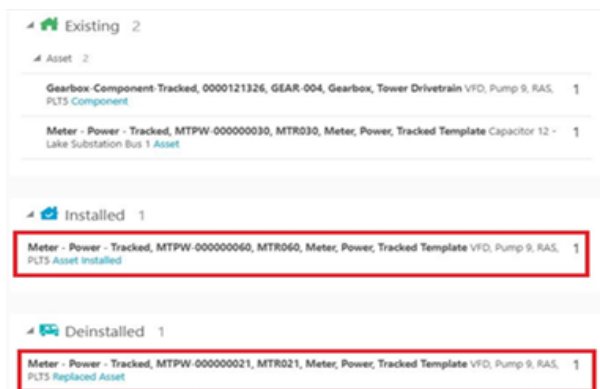 Existing 2
Asset 2
Gearbox-Component-Tracked, 0000121326, GEAR-004, Gearbox, Tower Drivetrain VFD, Pump 9, RAS, 1
PLT5 Component
Meter - Power - Tracked, MTPW-000000030, MTR030, Meter, Power, Tracked Template Capacitor 12 - 1
Lake Substation Bus 1 Asset
Installed 1
Meter - Power - Tracked, MTPW-000000060, MTR060, Meter, Power, Tracked Template VFD, Pump 9, RAS, 1
PLT5 Asset Installed
Deinstalled 1
Meter - Power - Tracked, MTPW-000000021, MTR021, Meter, Power, Tracked Template VFD, Pump 9, RAS, 1
PLT5 Replaced Asset